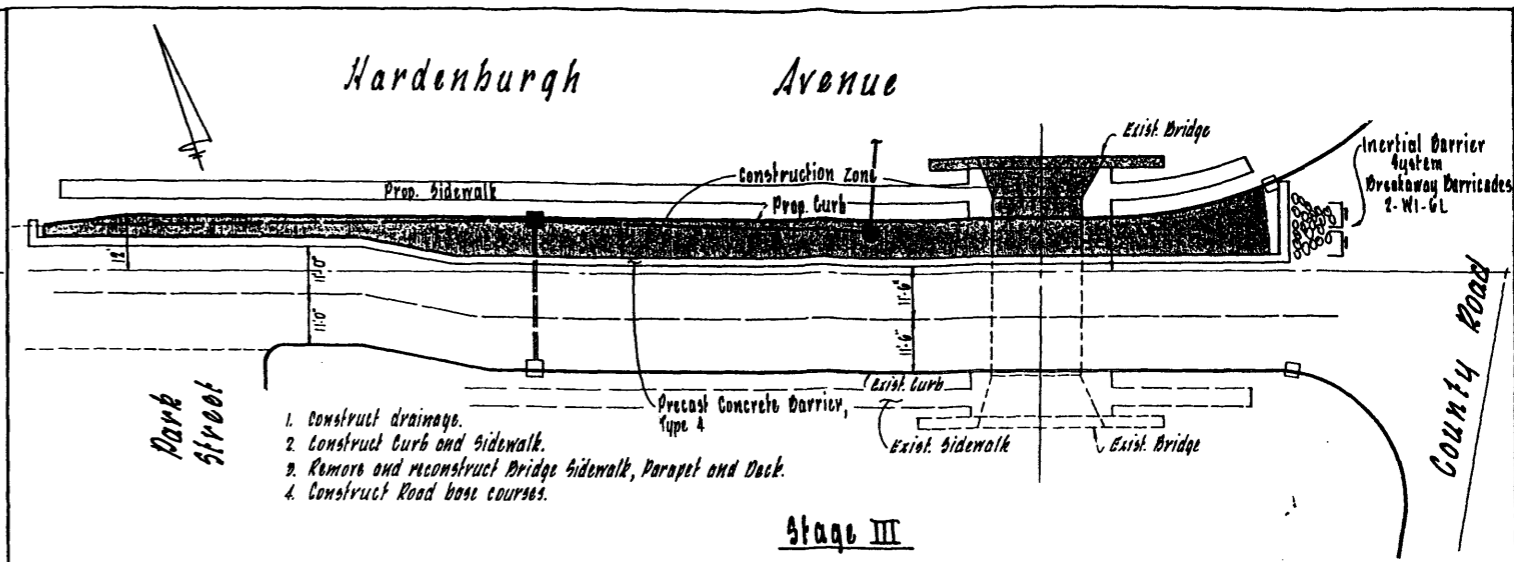 Hardenburgh Avenue
Exist. Bridge
Inertial Barrier
System
Breakaway Barricades
2-W1-6L
Construction Zone
Prop. Sidewalk
Prop. Curb
12'
11'-0"
11'-0"
11'-6"
11'-6"
County Road
Park
Street
Exist. Curb
Precast Concrete Barrier,
Type 4
Exist. Sidewalk
Exist. Bridge
1. Construct drainage.
2 Construct Curb and Sidewalk.
3. Remove and reconstruct Bridge Sidewalk, Parapet and Deck.
4. Construct Road base courses.
Stage III